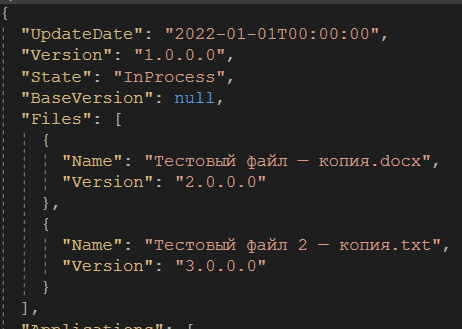 {
"UpdateDate": "2022-01-01T00:00:00",
"Version": "1.0.0.0",
"State": "InProcess",
"BaseVersion": null,
"Files": [
{
"Name": "Тестовый файл — копия.docx",
"Version": "2.0.0.0"
},
{
"Name": "Тестовый файл 2 — копия.txt",
"Version": "3.0.0.0"
}
],
"Applications": [